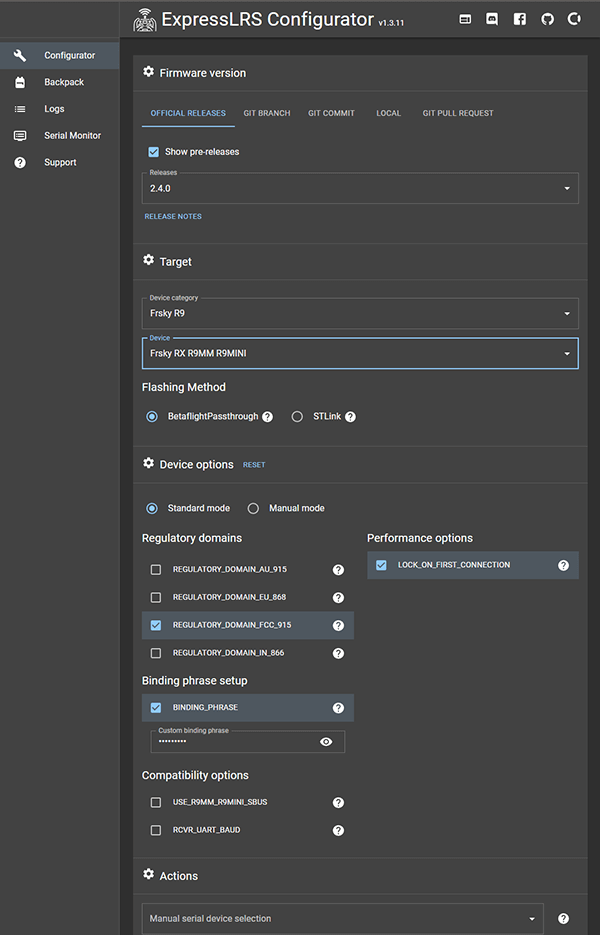 ExpressLRS Configurator v1.3.11
Configurator
Backpack
Logs
Serial Monitor
Support
Firmware version
OFFICIAL RELEASES GIT BRANCH GIT COMMIT LOCAL GIT PULL REQUEST
Show pre-releases
Releases
2.4.0
RELEASE NOTES
Target
Device category
Frsky R9
Device
Frsky RX R9MM R9MINI
Flashing Method
BetaflightPassthrough ? STLink ?
Device options RESET
Standard mode Manual mode
Regulatory domains
REGULATORY_DOMAIN_AU_915 ?
REGULATORY_DOMAIN_EU_868 ?
REGULATORY_DOMAIN_FCC_915 ?
REGULATORY_DOMAIN_IN_866 ?
Performance options
LOCK_ON_FIRST_CONNECTION ?
Binding phrase setup
BINDING_PHRASE ?
Custom binding phrase
•••••••••
Compatibility options
USE_R9MM_R9MINI_SBUS ?
RCVR_UART_BAUD ?
Actions
Manual serial device selection ?